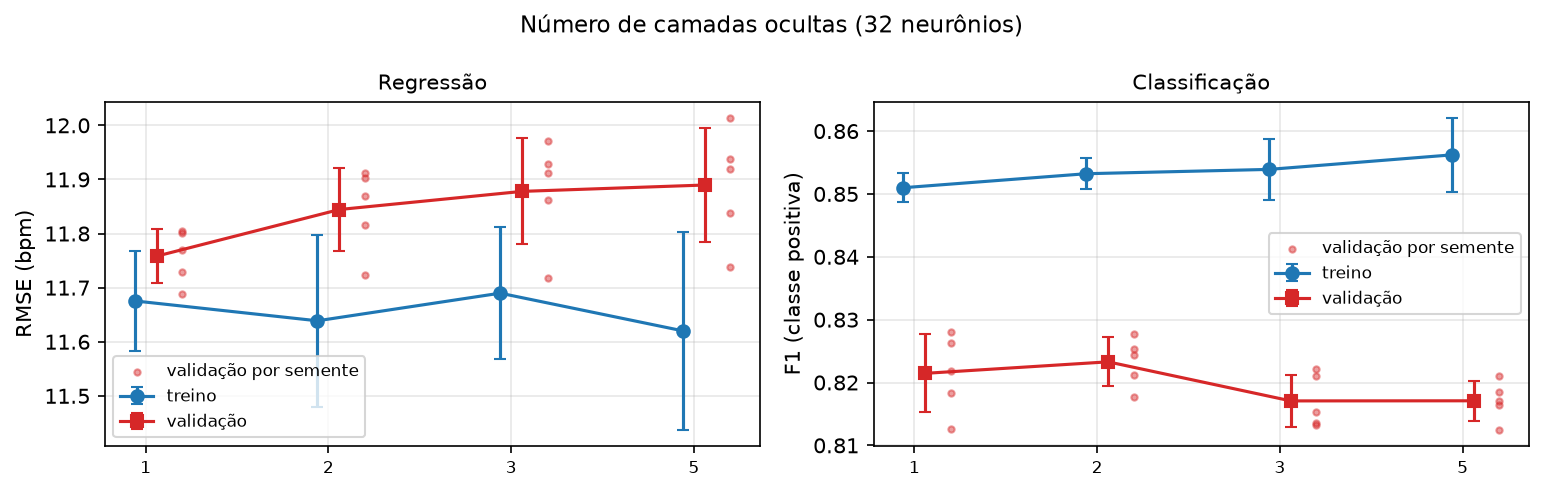 Número de camadas ocultas (32 neurônios)
Regressão
RMSE (bpm)
12.0
11.9
11.8
11.7
11.6
11.5
1
2
3
5
validação por semente
treino
validação
Classificação
F1 (classe positiva)
0.86
0.85
0.84
0.83
0.82
0.81
1
2
3
5
validação por semente
treino
validação